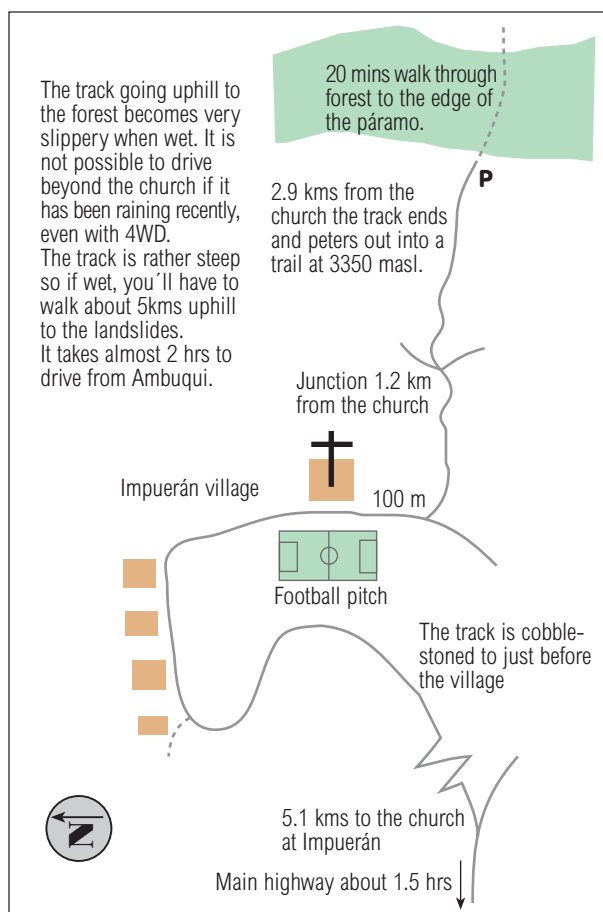 The track going uphill to
the forest becomes very
slippery when wet. It is
not possible to drive
beyond the church if it
has been raining recently,
even with 4WD.
The track is rather steep
so if wet, you´ll have to
walk about 5kms uphill
to the landslides.
It takes almost 2 hrs to
drive from Ambuqui.
20 mins walk through
forest to the edge of
the páramo.
P
2.9 kms from the
church the track ends
and peters out into a
trail at 3350 masl.
Junction 1.2 km
from the church
Impuerán village
100 m
Football pitch
The track is cobble-
stoned to just before
the village
5.1 kms to the church
at Impuerán
Main highway about 1.5 hrs
N